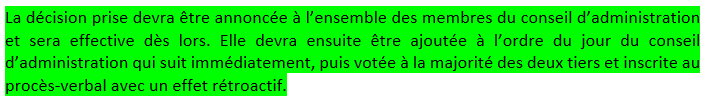 La décision prise devra être annoncée à l’ensemble des membres du conseil d’administration
et sera effective dès lors. Elle devra ensuite être ajoutée à l’ordre du jour du conseil
d’administration qui suit immédiatement, puis votée à la majorité des deux tiers et inscrite au
procès-verbal avec un effet rétroactif.